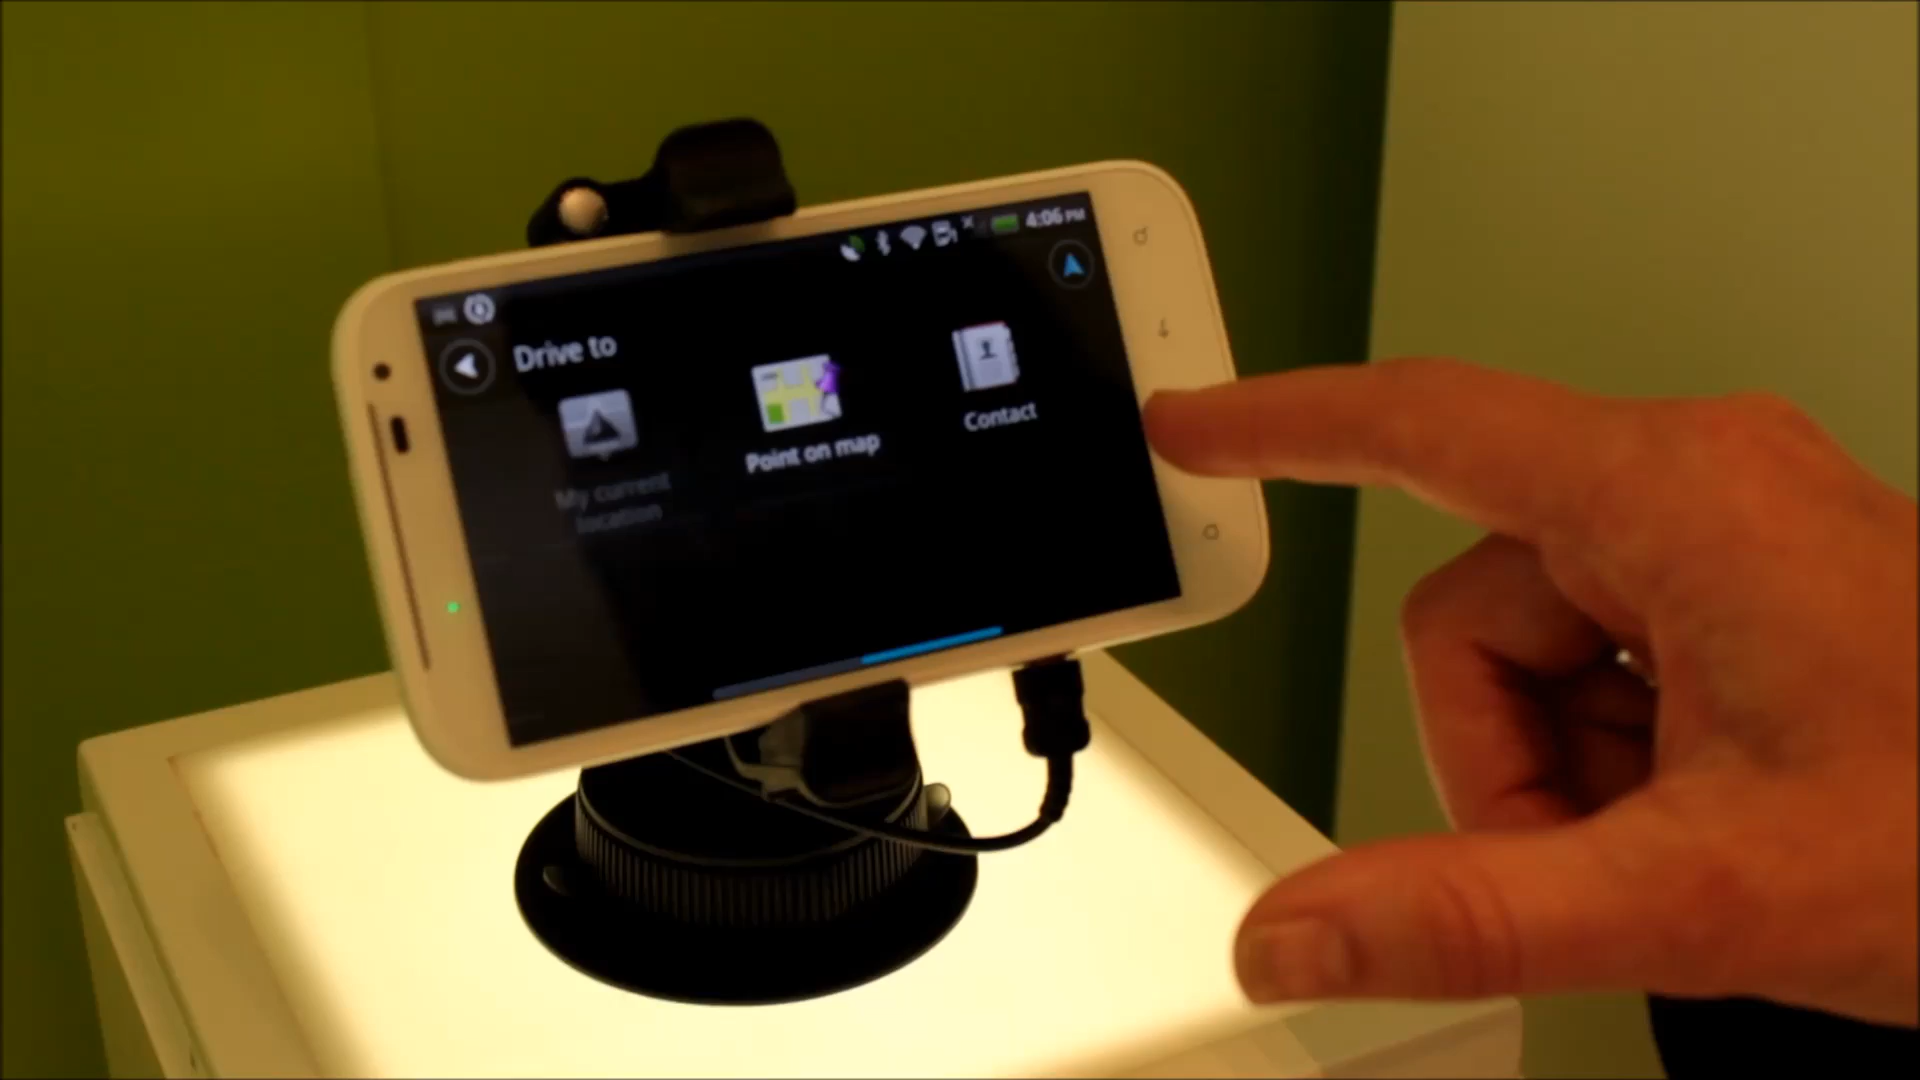 4:06 PM
Drive to
My current
location
Point on map
Contact